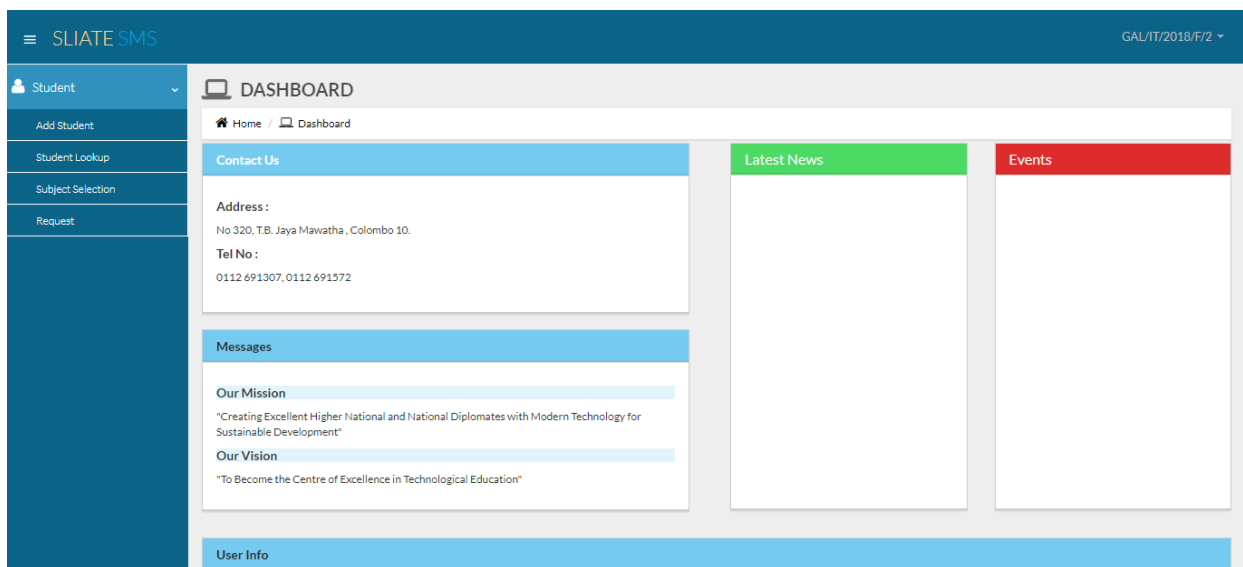 SLIATE SMS
GAL/IT/2018/F/2
Student
Add Student
Student Lookup
Subject Selection
Request
DASHBOARD
Home / Dashboard
Contact Us
Address :
No 320, T.B. Jaya Mawatha , Colombo 10.
Tel No :
0112 691307, 0112 691572
Messages
Our Mission
"Creating Excellent Higher National and National Diplomates with Modern Technology for
Sustainable Development"
Our Vision
"To Become the Centre of Excellence in Technological Education"
Latest News
Events
User Info